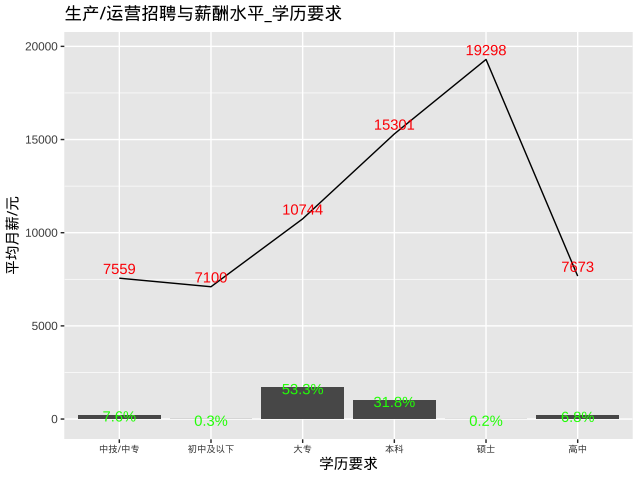 生产/运营招聘与薪酬水平_学历要求
平均月薪/元
20000
15000
10000
5000
0
7559
7100
10744
15301
19298
7673
7.6%
0.3%
53.3%
31.8%
0.2%
6.8%
中技/中专
初中及以下
大专
本科
硕士
高中
学历要求